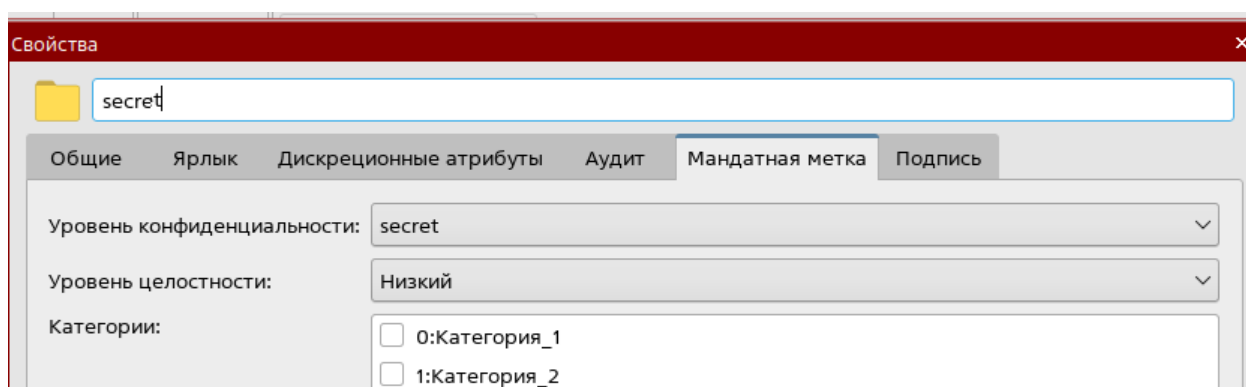 Свойства
secret
Общие Ярлык Дискреционные атрибуты Аудит Мандатная метка Подпись
Уровень конфиденциальности: secret
Уровень целостности: Низкий
Категории: 0:Категория_1
1:Категория_2